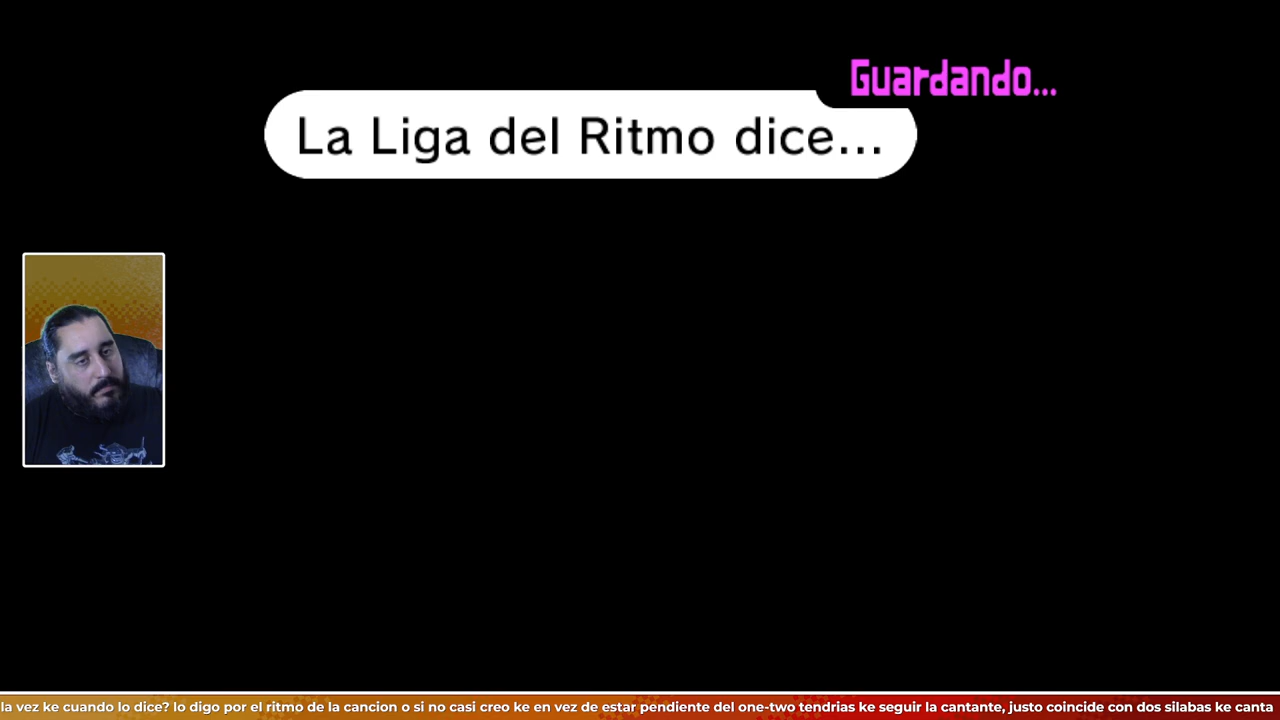 Guardando...
La Liga del Ritmo dice...
la vez ke cuando lo dice? lo digo por el ritmo de la cancion o si no casi creo ke en vez de estar pendiente del one-two tendrias ke seguir la cantante, justo coincide con dos silabas ke canta